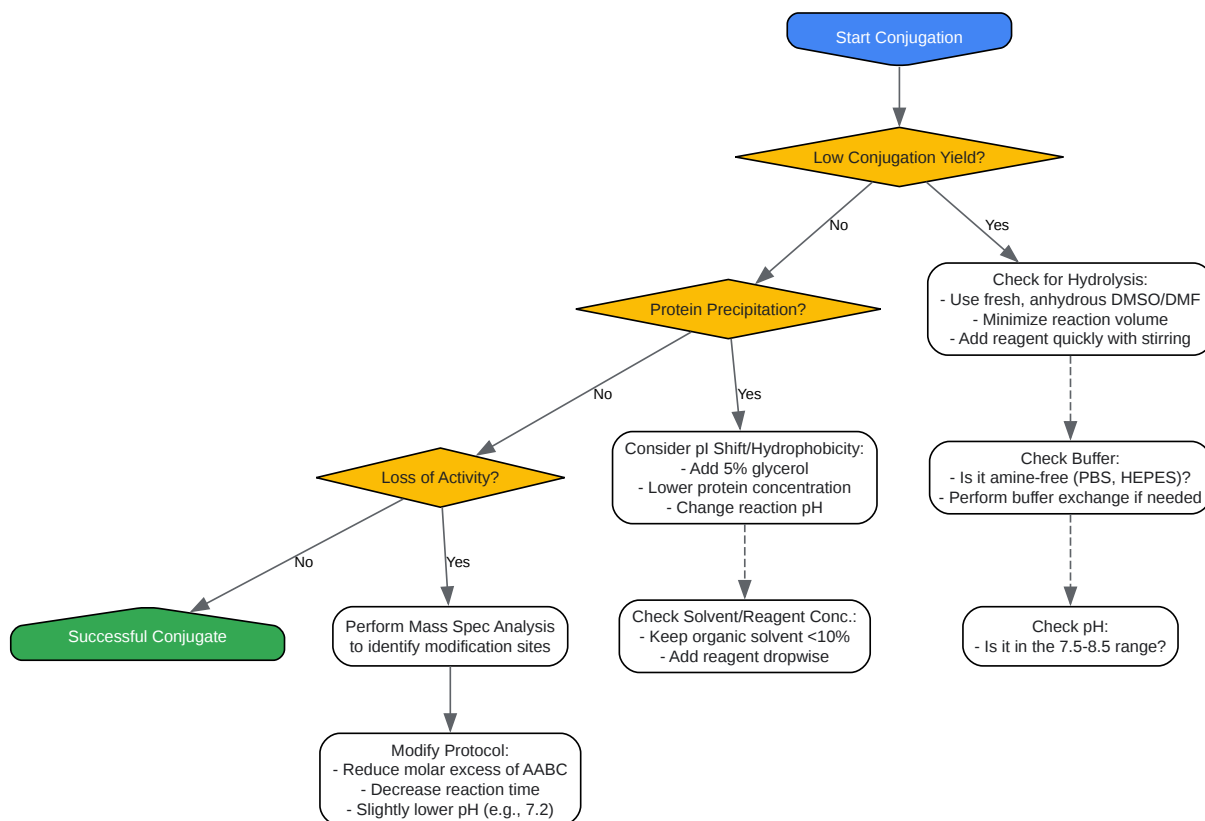 Start Conjugation
Low Conjugation Yield?
No
Yes
Protein Precipitation?
Check for Hydrolysis:
- Use fresh, anhydrous DMSO/DMF
- Minimize reaction volume
- Add reagent quickly with stirring
No
Yes
Loss of Activity?
Consider pI Shift/Hydrophobicity:
- Add 5% glycerol
- Lower protein concentration
- Change reaction pH
Check Buffer:
- Is it amine-free (PBS, HEPES)?
- Perform buffer exchange if needed
No
Yes
Successful Conjugate
Perform Mass Spec Analysis
to identify modification sites
Check Solvent/Reagent Conc.:
- Keep organic solvent <10%
- Add reagent dropwise
Check pH:
- Is it in the 7.5-8.5 range?
Modify Protocol:
- Reduce molar excess of AABC
- Decrease reaction time
- Slightly lower pH (e.g., 7.2)